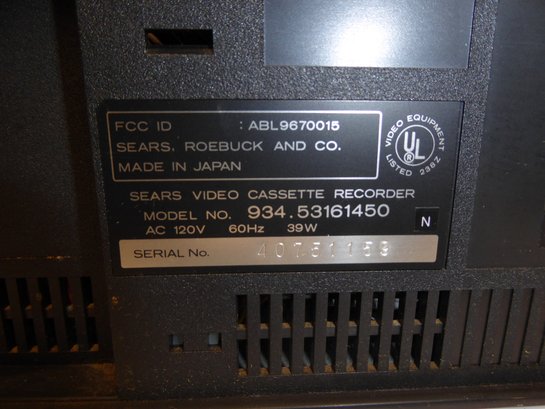 FCC ID : ABL9670015
SEARS. ROEBUCK AND CO.
MADE IN JAPAN
VIDEO EQUIPMENT
UL
LISTED 238Z
SEARS VIDEO CASSETTE RECORDER
MODEL NO. 934.53161450
AC 120V 60Hz 39W
N
SERIAL No. 40751159